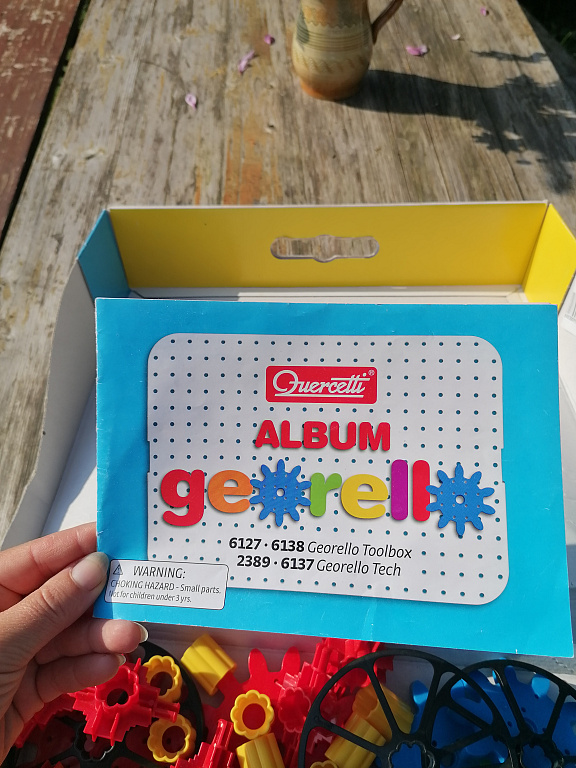 Quercetti®
ALBUM
georello
6127 · 6138 Georello Toolbox
2389 · 6137 Georello Tech
WARNING:
CHOKING HAZARD - Small parts.
Not for children under 3 yrs.